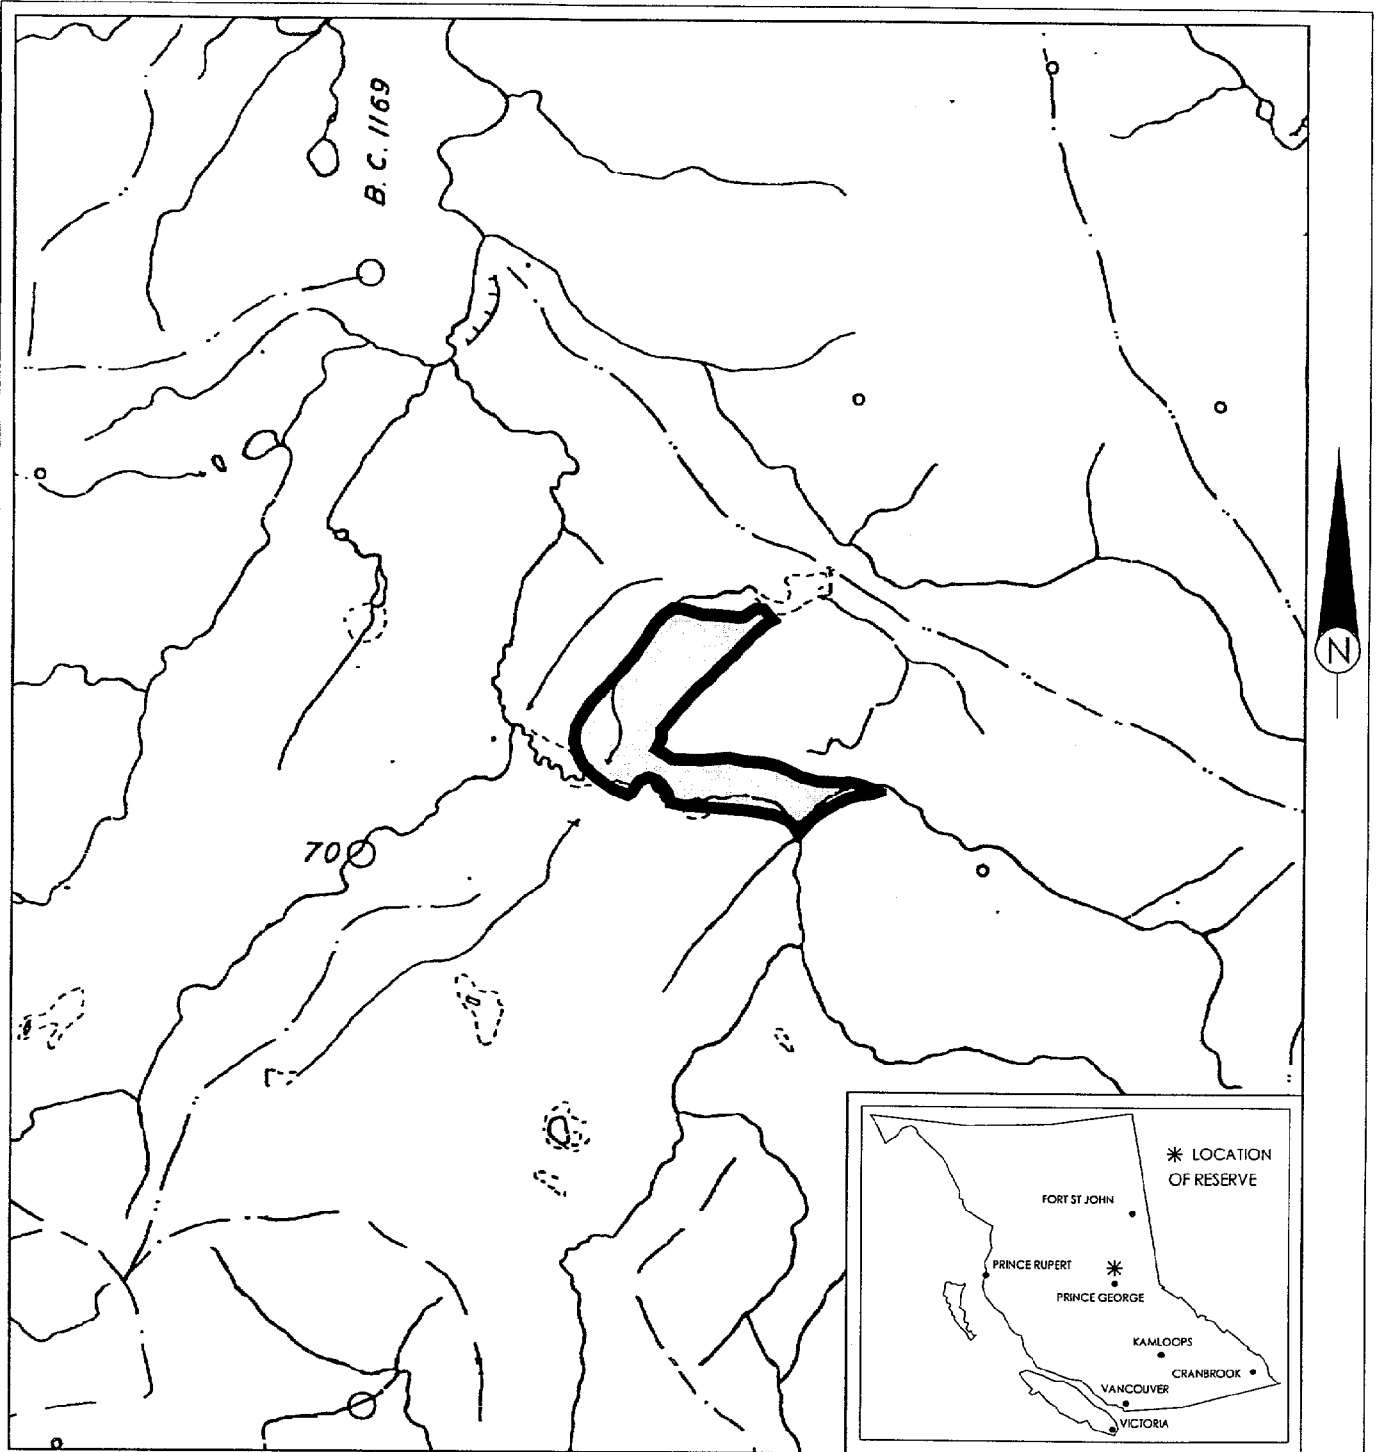 B. C. 1169
N
70
✳ LOCATION
OF RESERVE
FORT ST JOHN
PRINCE RUPERT
PRINCE GEORGE
KAMLOOPS
CRANBROOK
VANCOUVER
VICTORIA